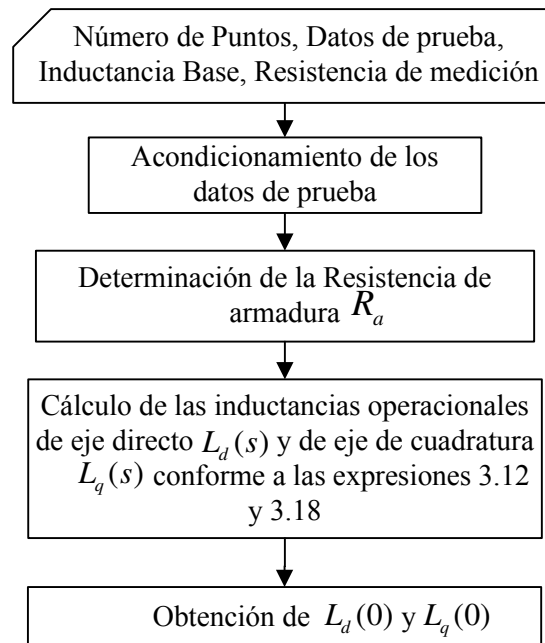 Número de Puntos, Datos de prueba,
Inductancia Base, Resistencia de medición
Acondicionamiento de los
datos de prueba
Determinación de la Resistencia de
armadura R_a
Cálculo de las inductancias operacionales
de eje directo L_d(s) y de eje de cuadratura
L_q(s) conforme a las expresiones 3.12
y 3.18
Obtención de L_d(0) y L_q(0)